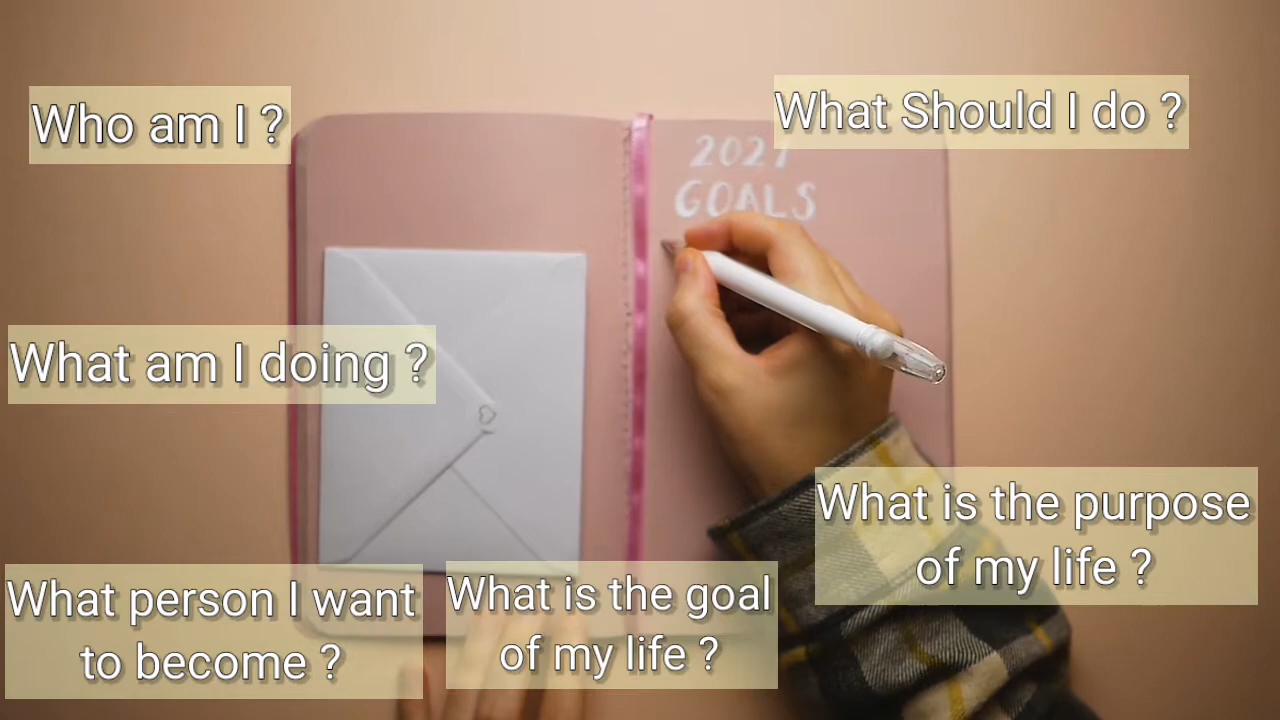 Who am I ?
What Should I do ?
2021
GOALS
What am I doing ?
What is the purpose
of my life ?
What person I want
to become ?
What is the goal
of my life ?